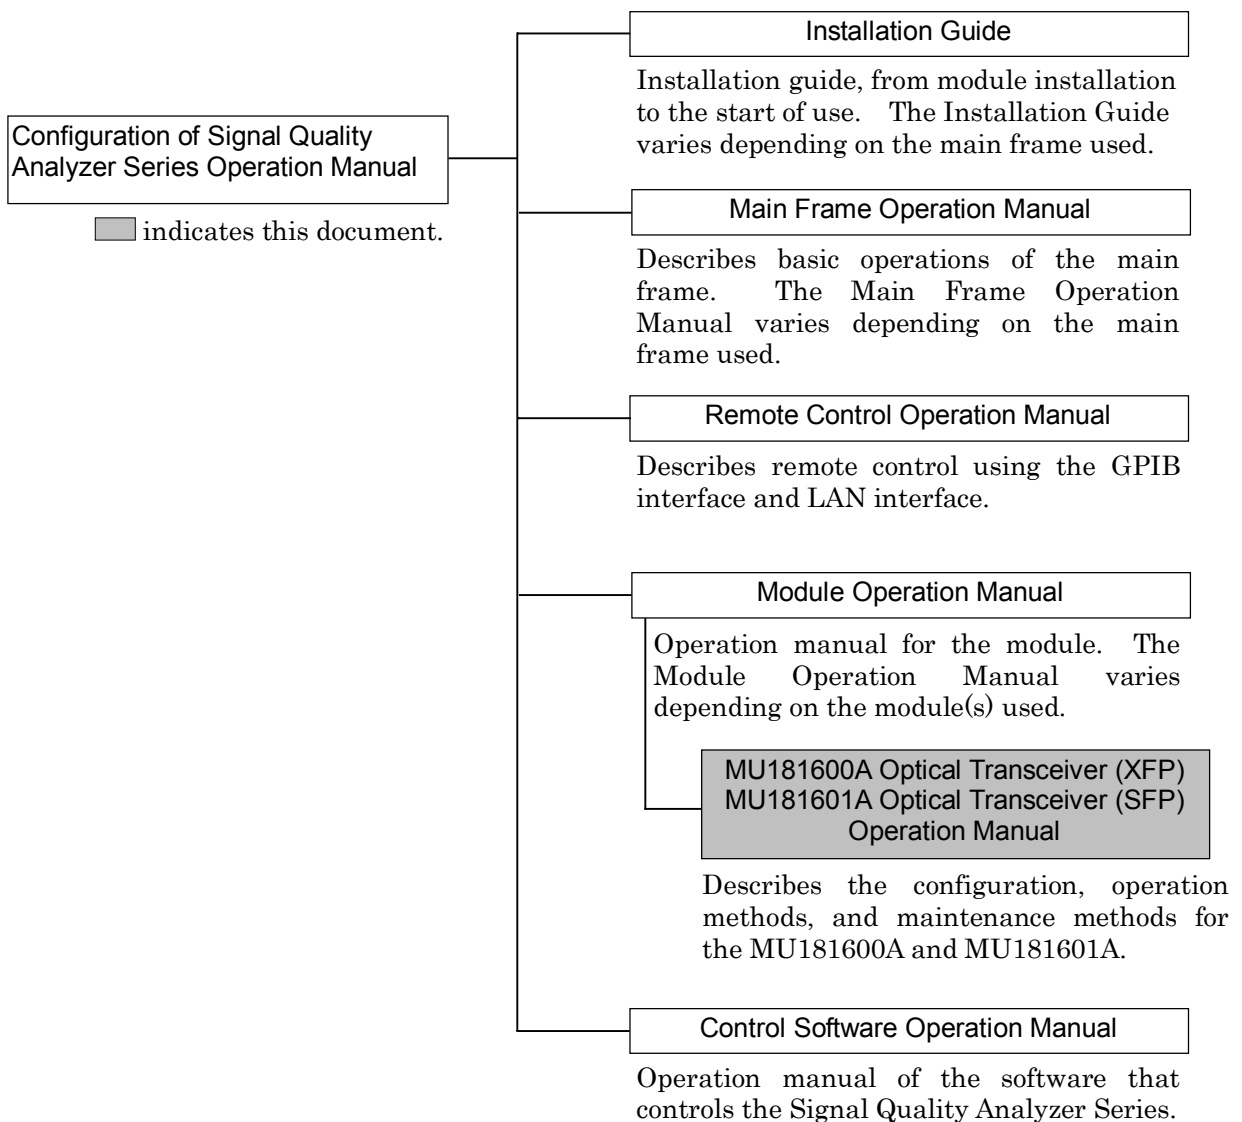 Installation Guide
Installation guide, from module installation
to the start of use. The Installation Guide
varies depending on the main frame used.
Configuration of Signal Quality
Analyzer Series Operation Manual
indicates this document.
Main Frame Operation Manual
Describes basic operations of the main
frame. The Main Frame Operation
Manual varies depending on the main
frame used.
Remote Control Operation Manual
Describes remote control using the GPIB
interface and LAN interface.
Module Operation Manual
Operation manual for the module. The
Module Operation Manual varies
depending on the module(s) used.
MU181600A Optical Transceiver (XFP)
MU181601A Optical Transceiver (SFP)
Operation Manual
Describes the configuration, operation
methods, and maintenance methods for
the MU181600A and MU181601A.
Control Software Operation Manual
Operation manual of the software that
controls the Signal Quality Analyzer Series.